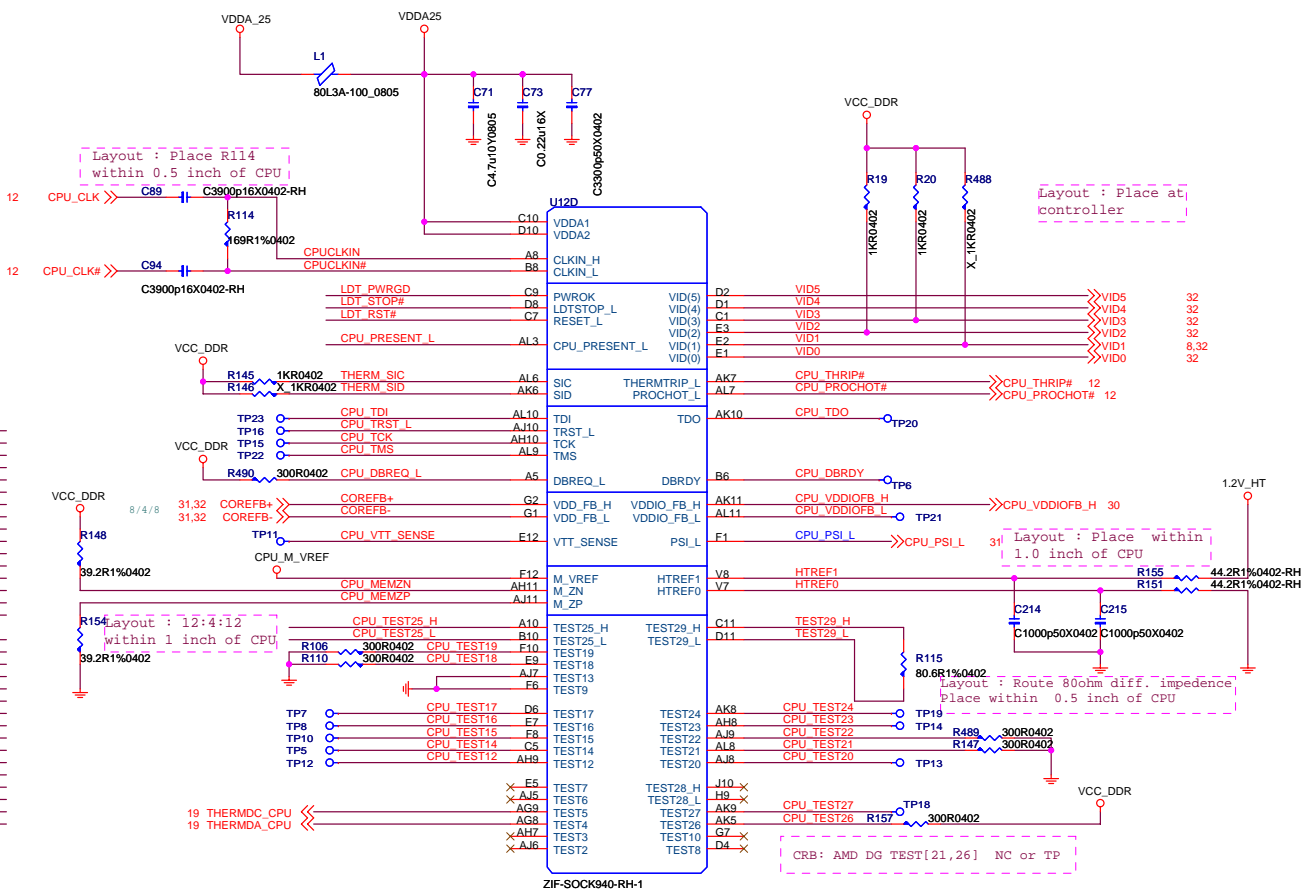 VDDA_25
VDDA25
L1
80L3A-100_0805
C71
C4.7u10Y0805
C73
C0.22u16X
C77
C3300p50X0402
VCC_DDR
R19
1KR0402
R20
1KR0402
R488
X_1KR0402
Layout : Place at
controller
Layout : Place R114
within 0.5 inch of CPU
12 CPU_CLK
C89
C3900p16X0402-RH
R114
169R1%0402
12 CPU_CLK#
C94
C3900p16X0402-RH
CPUCLKIN
CPUCLKIN#
U12D
C10 VDDA1
D10 VDDA2
A8 CLKIN_H
B8 CLKIN_L
LDT_PWRGD C9 PWROK
LDT_STOP# D8 LDTSTOP_L
LDT_RST# C7 RESET_L
CPU_PRESENT_L AL3 CPU_PRESENT_L
VID(5) D2 VID5 VID5 32
VID(4) D1 VID4 VID4 32
VID(3) C1 VID3 VID3 32
VID(2) E3 VID2 VID2 32
VID(1) E2 VID1 VID1 8,32
VID(0) E1 VID0 VID0 32
VCC_DDR
R145 1KR0402 THERM_SIC AL6 SIC
R146 X_1KR0402 THERM_SID AK6 SID
THERMTRIP_L AK7 CPU_THRIP# CPU_THRIP# 12
PROCHOT_L AL7 CPU_PROCHOT# CPU_PROCHOT# 12
TP23 CPU_TDI AL10 TDI
TP16 CPU_TRST_L AJ10 TRST_L
TP15 CPU_TCK AH10 TCK
TP22 CPU_TMS AL9 TMS
TDO AK10 CPU_TDO TP20
VCC_DDR
R490 300R0402 CPU_DBREQ_L A5 DBREQ_L
DBRDY B6 CPU_DBRDY TP6
VCC_DDR
8/4/8
31,32 COREFB+ COREFB+ G2 VDD_FB_H
31,32 COREFB- COREFB- G1 VDD_FB_L
VDDIO_FB_H AK11 CPU_VDDIOFB_H CPU_VDDIOFB_H 30
VDDIO_FB_L AL11 CPU_VDDIOFB_L TP21
TP11 CPU_VTT_SENSE E12 VTT_SENSE
PSI_L F1 CPU_PSI_L CPU_PSI_L 31
1.2V_HT
Layout : Place within
1.0 inch of CPU
R148
39.2R1%0402
CPU_M_VREF
F12 M_VREF
CPU_MEMZN AH11 M_ZN
CPU_MEMZP AJ11 M_ZP
HTREF1 V8 HTREF1 R155 44.2R1%0402-RH
HTREF0 V7 HTREF0 R151 44.2R1%0402-RH
C214
C1000p50X0402
C215
C1000p50X0402
R154
39.2R1%0402
Layout : 12:4:12
within 1 inch of CPU
CPU_TEST25_H A10 TEST25_H
CPU_TEST25_L B10 TEST25_L
R106 300R0402 CPU_TEST19 F10 TEST19
R110 300R0402 CPU_TEST18 E9 TEST18
AJ7 TEST13
F6 TEST9
TEST29_H C11 TEST29_H
TEST29_L D11 TEST29_L
R115
80.6R1%0402
Layout : Route 80ohm diff. impedence
Place within 0.5 inch of CPU
TP7 CPU_TEST17 D6 TEST17
TP8 CPU_TEST16 E7 TEST16
TP10 CPU_TEST15 F8 TEST15
TP5 CPU_TEST14 C5 TEST14
TP12 CPU_TEST12 AH9 TEST12
TEST24 AK8 CPU_TEST24 TP19
TEST23 AH8 CPU_TEST23 TP14
TEST22 AJ9 CPU_TEST22 R489 300R0402
TEST21 AL8 CPU_TEST21 R147 300R0402
TEST20 AJ8 CPU_TEST20 TP13
E5 TEST7
AJ5 TEST6
19 THERMDC_CPU AG9 TEST5
19 THERMDA_CPU AG8 TEST4
AH7 TEST3
AJ6 TEST2
TEST28_H J10
TEST28_L H9
TEST27 AK9 CPU_TEST27 TP18
TEST26 AK5 CPU_TEST26 R157 300R0402
VCC_DDR
TEST10 G7
TEST8 D4
CRB: AMD DG TEST[21,26] NC or TP
ZIF-SOCK940-RH-1